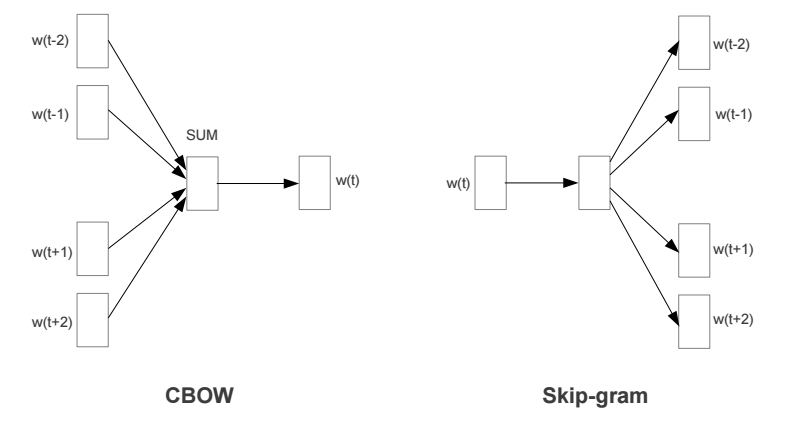 w(t-2)
w(t-1)
SUM
w(t)
w(t+1)
w(t+2)
CBOW
w(t-2)
w(t-1)
w(t)
w(t+1)
w(t+2)
Skip-gram